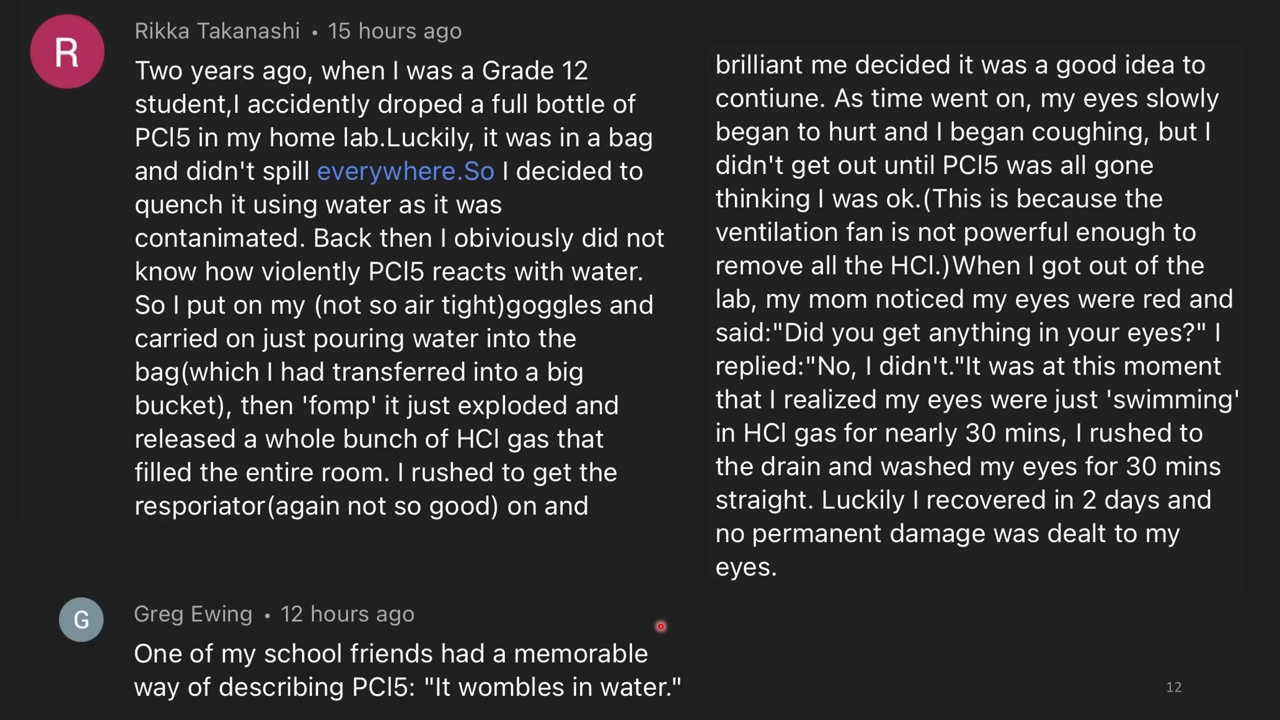 R
Rikka Takanashi • 15 hours ago
Two years ago, when I was a Grade 12
student,I accidently droped a full bottle of
PCl5 in my home lab.Luckily, it was in a bag
and didn't spill everywhere.So I decided to
quench it using water as it was
contanimated. Back then I obiviously did not
know how violently PCl5 reacts with water.
So I put on my (not so air tight)goggles and
carried on just pouring water into the
bag(which I had transferred into a big
bucket), then 'fomp' it just exploded and
released a whole bunch of HCl gas that
filled the entire room. I rushed to get the
resporiator(again not so good) on and
brilliant me decided it was a good idea to
contiune. As time went on, my eyes slowly
began to hurt and I began coughing, but I
didn't get out until PCl5 was all gone
thinking I was ok.(This is because the
ventilation fan is not powerful enough to
remove all the HCl.)When I got out of the
lab, my mom noticed my eyes were red and
said:"Did you get anything in your eyes?" I
replied:"No, I didn't."It was at this moment
that I realized my eyes were just 'swimming'
in HCl gas for nearly 30 mins, I rushed to
the drain and washed my eyes for 30 mins
straight. Luckily I recovered in 2 days and
no permanent damage was dealt to my
eyes.
G
Greg Ewing • 12 hours ago
One of my school friends had a memorable
way of describing PCl5: "It wombles in water."
12